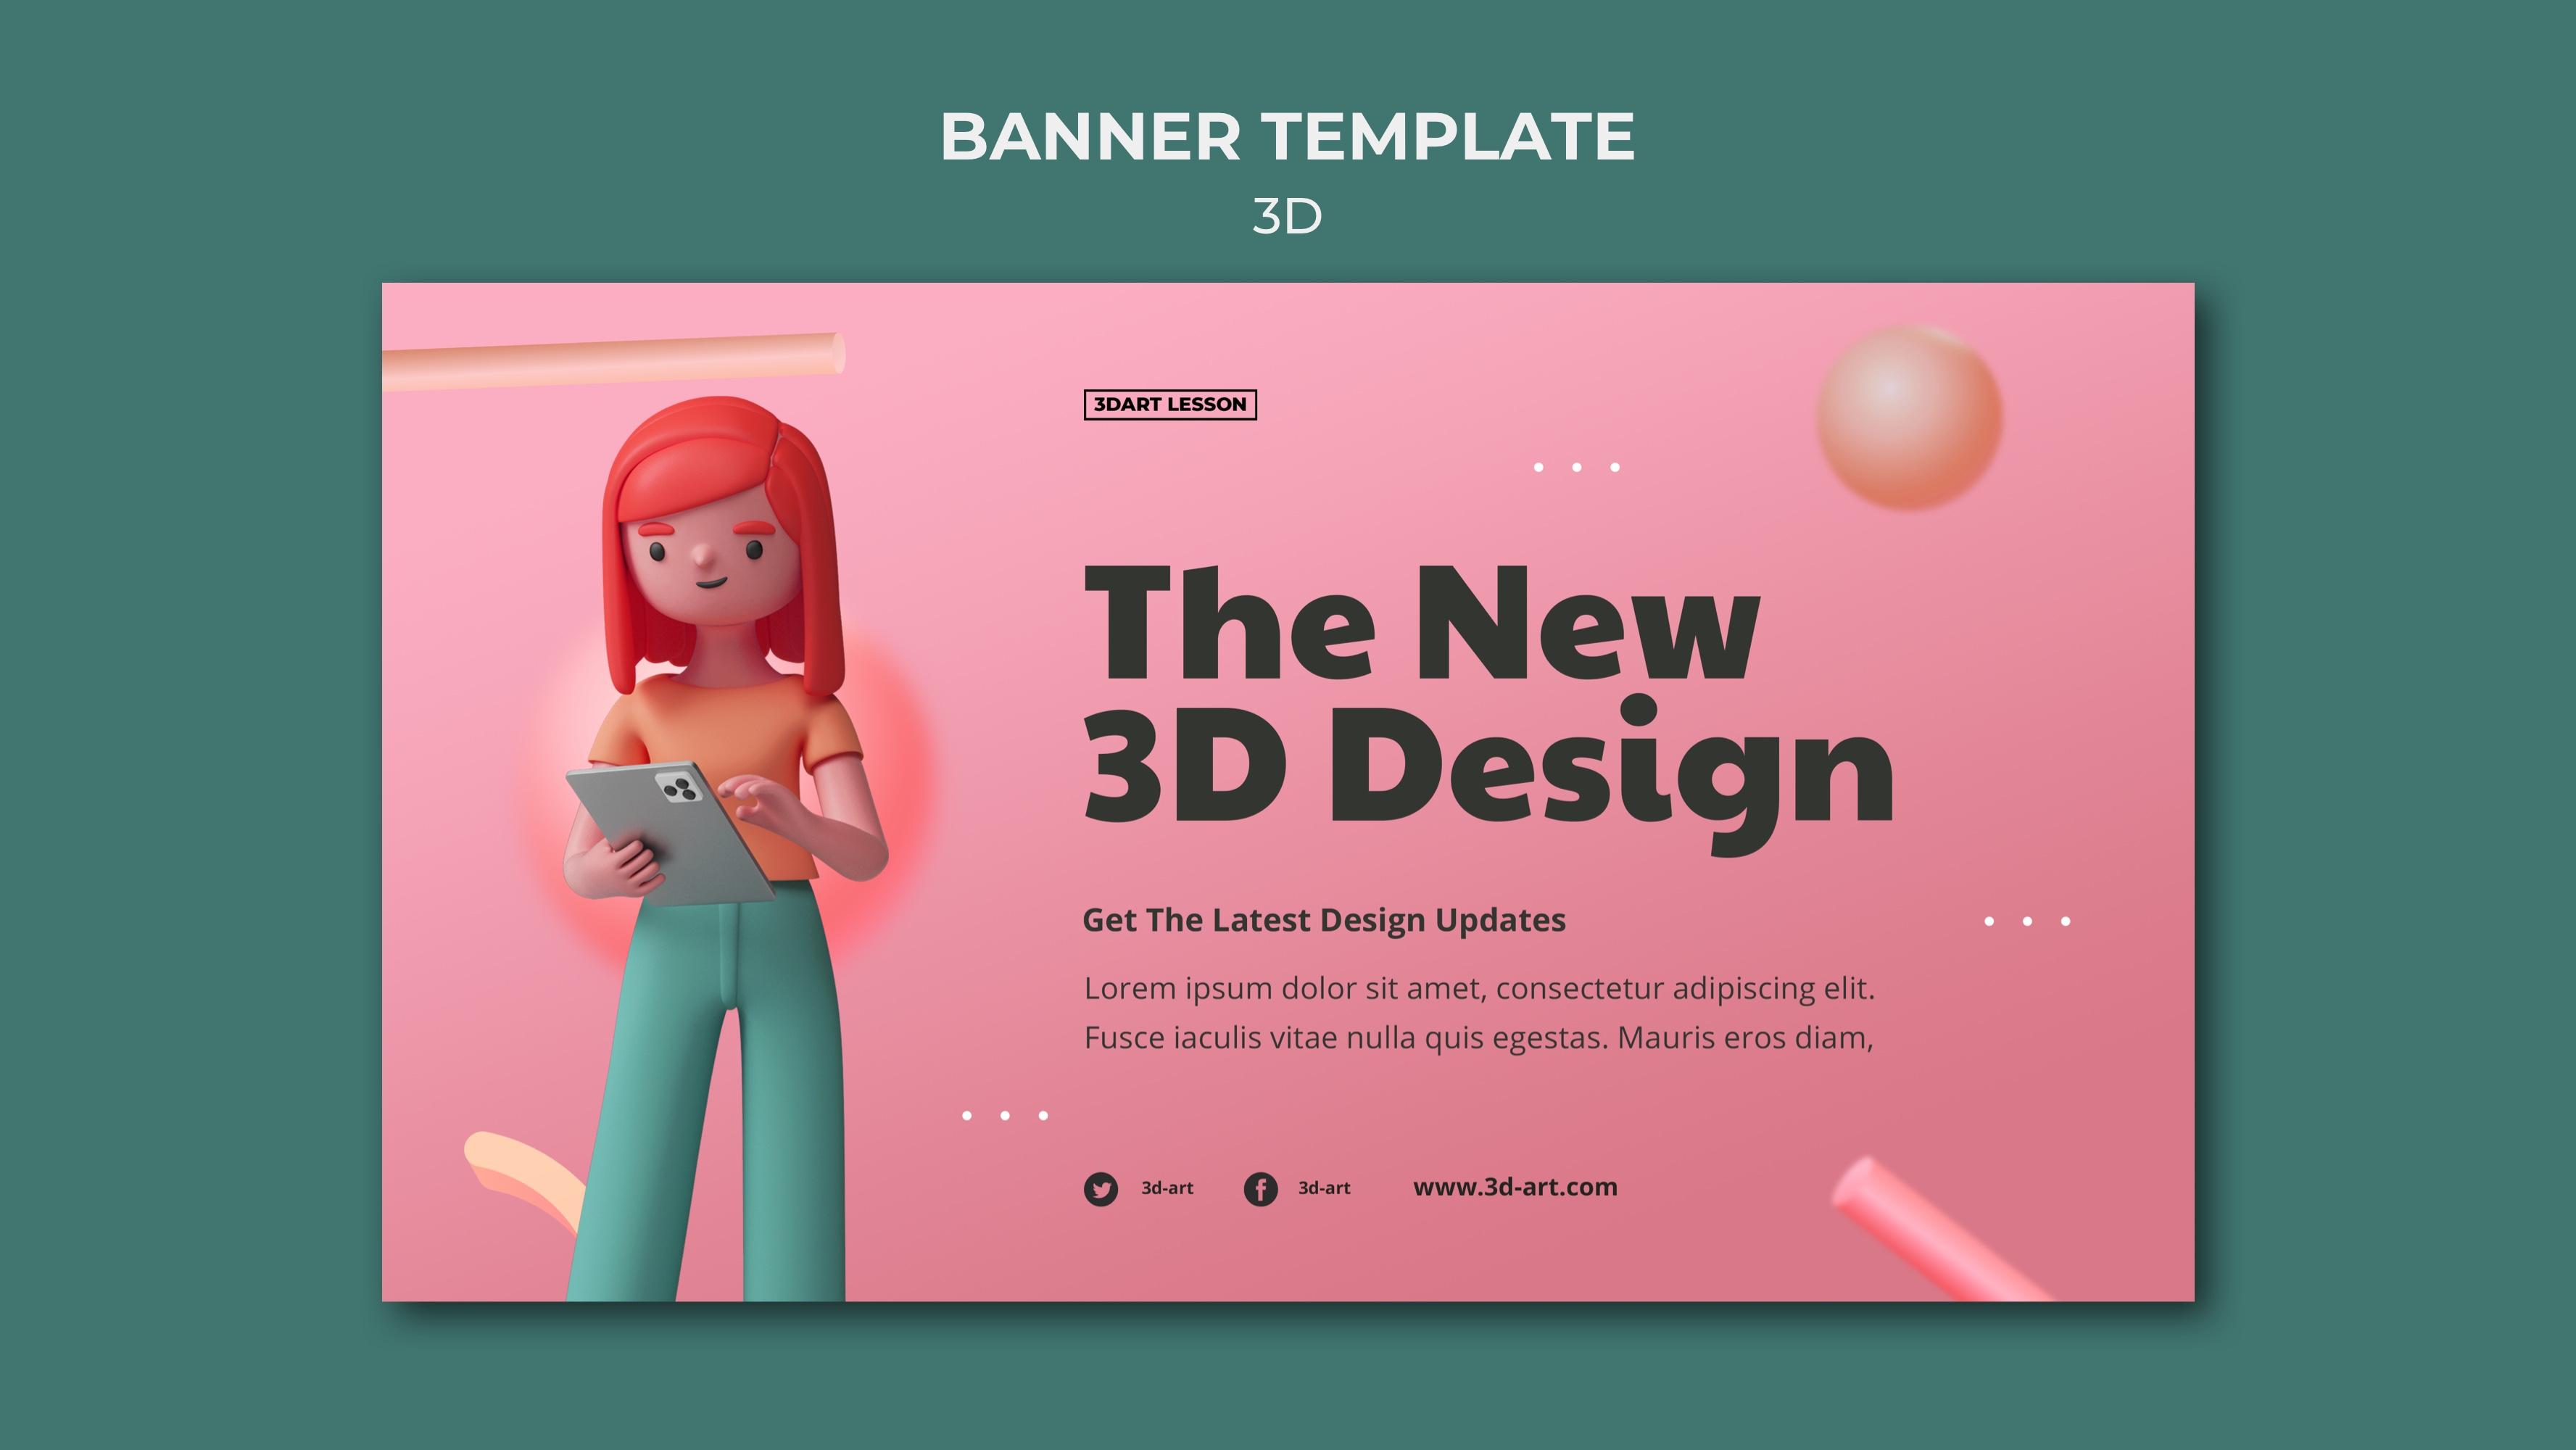 BANNER TEMPLATE
3D
3DART LESSON
The New
3D Design
Get The Latest Design Updates
Lorem ipsum dolor sit amet, consectetur adipiscing elit.
Fusce iaculis vitae nulla quis egestas. Mauris eros diam,
3d-art 3d-art www.3d-art.com